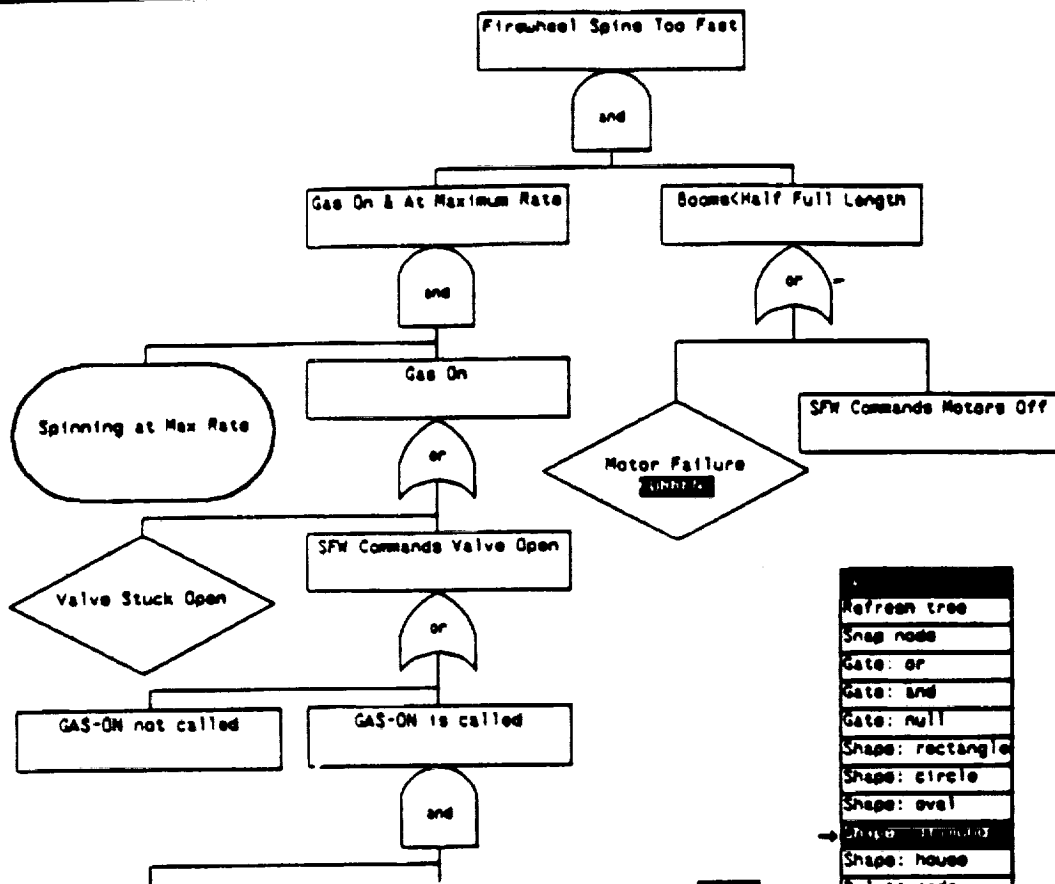 Firewheel Spins Too Fast
and
Gas On & At Maximum Rate
Booms<Half Full Length
and
or
Gas On
Spinning at Max Rate
SFW Commands Motors Off
or
Motor Failure
SFW Commands Valve Open
Valve Stuck Open
or
GAS-ON not called
GAS-ON is called
and
Refresh tree
Snap node
Gate: or
Gate: and
Gate: null
Shape: rectangle
Shape: circle
Shape: oval
Shape: diamond
Shape: house